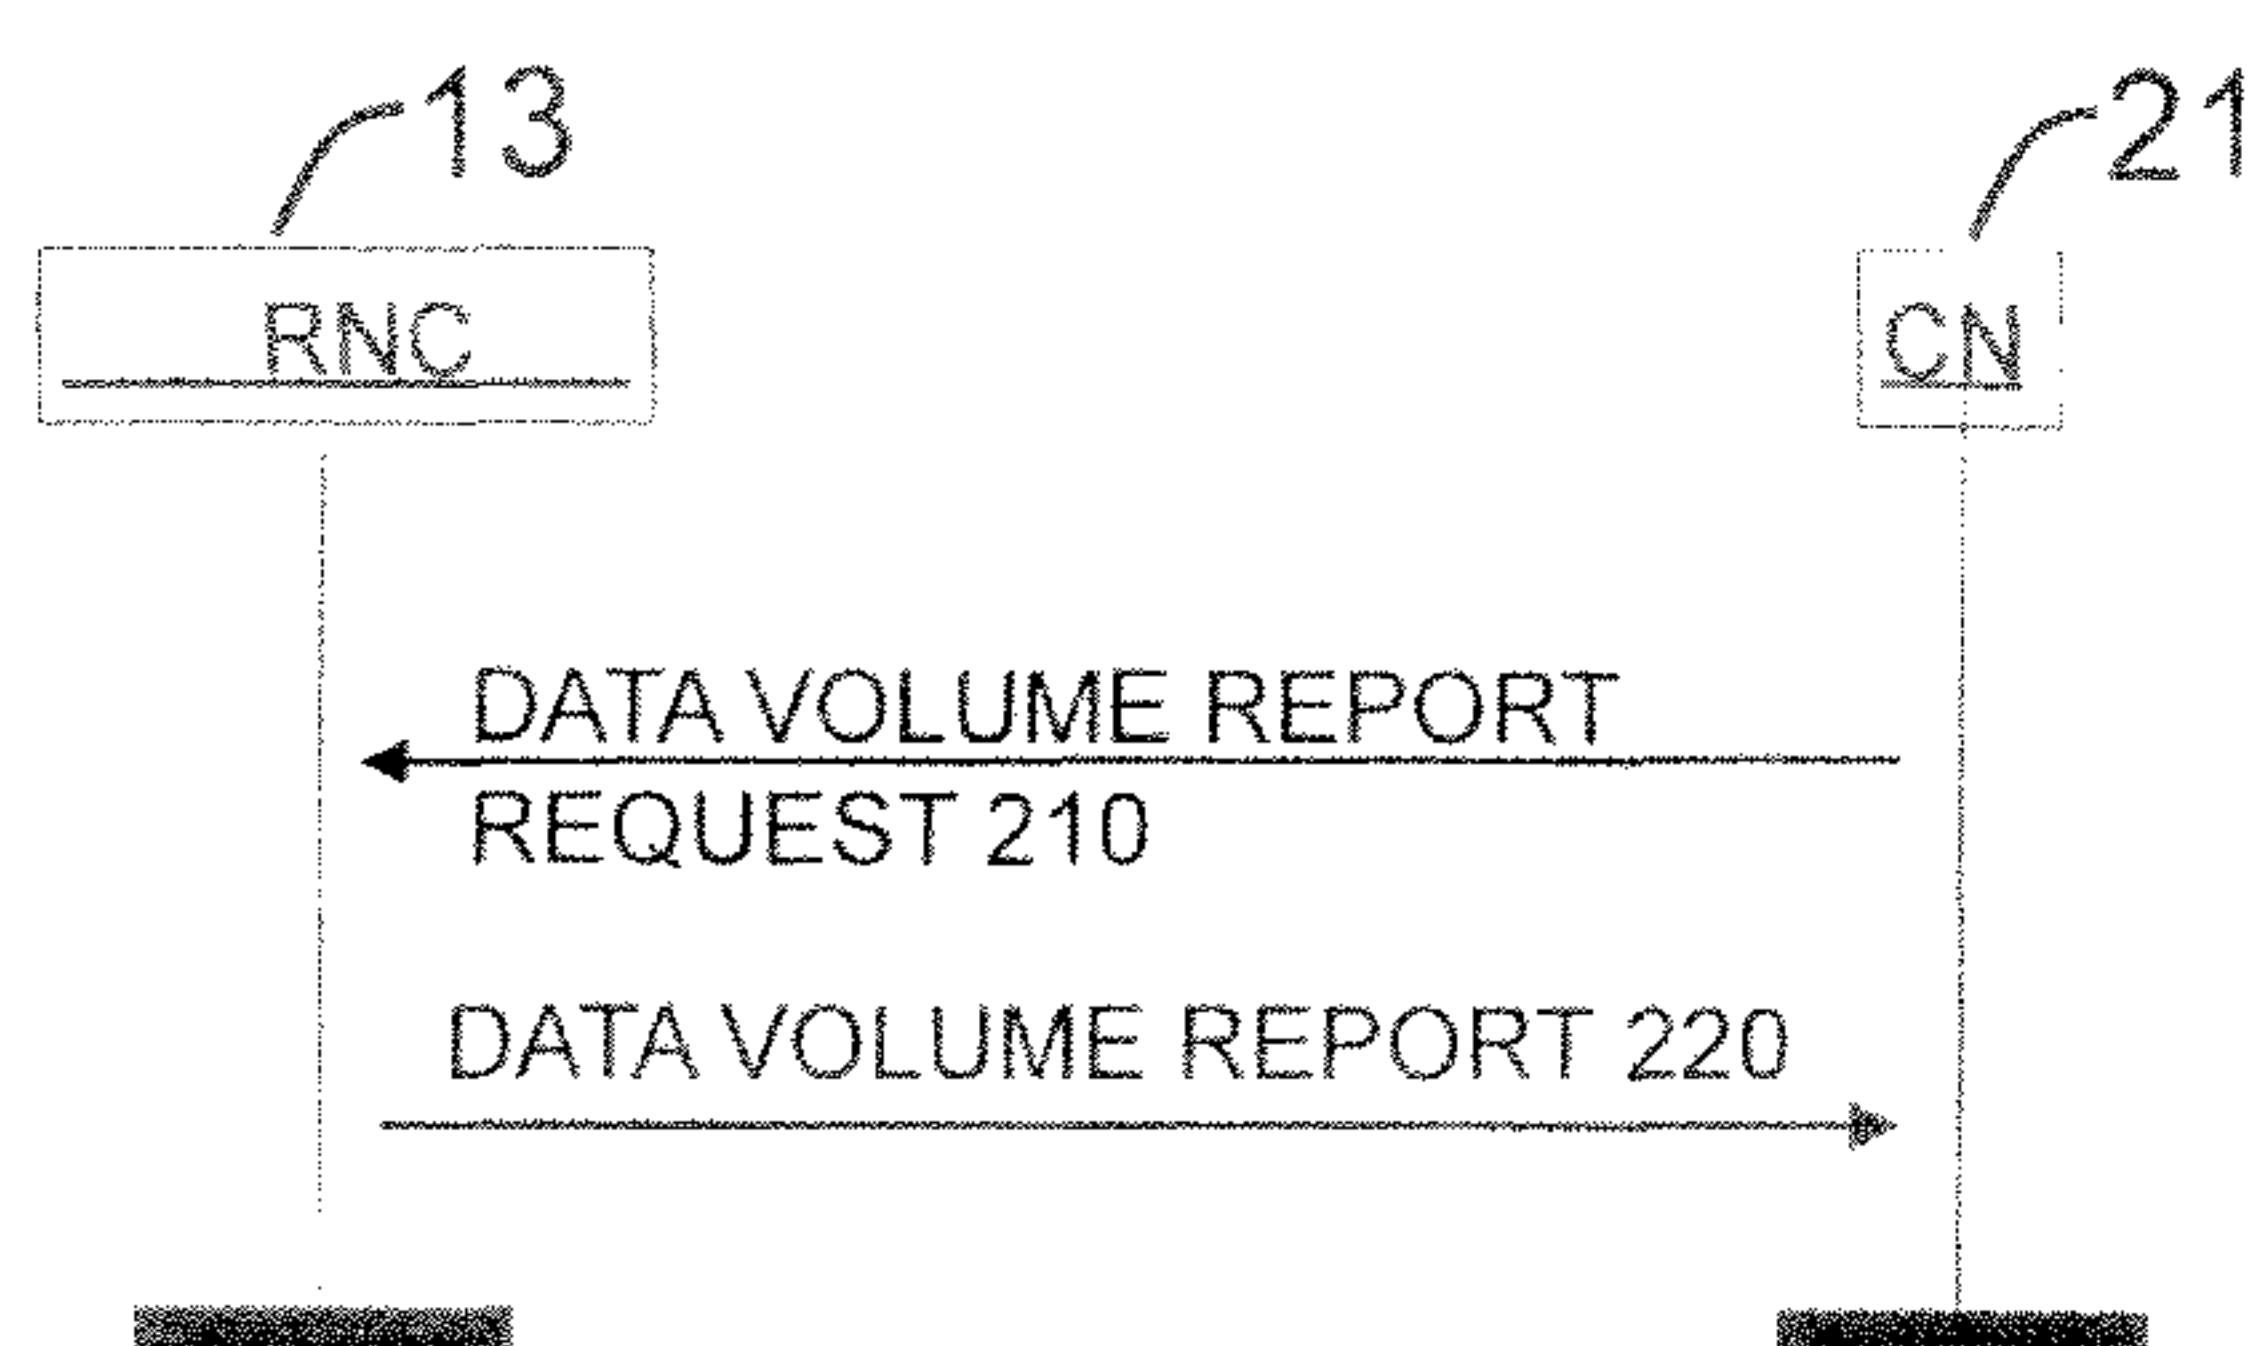 13
21
RNC
CN
DATA VOLUME REPORT
REQUEST 210
DATA VOLUME REPORT 220